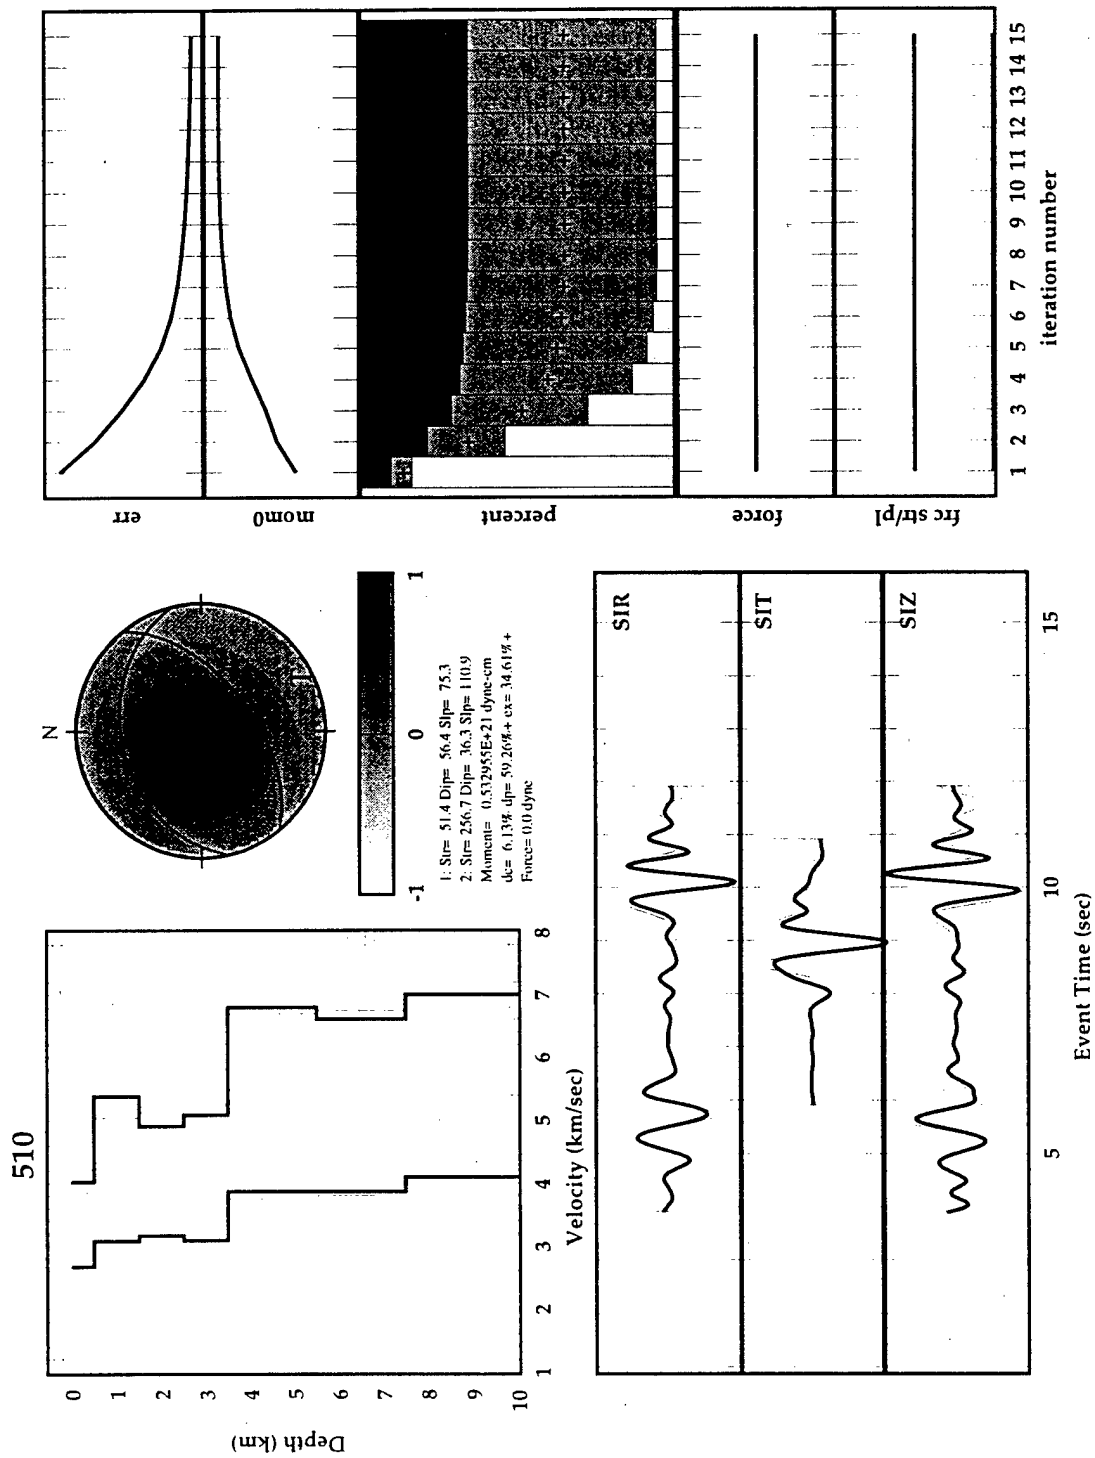 510
Depth (km)
0
1
2
3
4
5
6
7
8
9
10
1 2 3 4 5 6 7 8
Velocity (km/sec)
N
-1 0 1
1: Str= 51.4 Dip= 56.4 Slp= 75.3
2: Str= 256.7 Dip= 36.3 Slp= 110.9
Moment= 0.532955E+21 dyne-cm
dc= 6.13% dp= 59.26%+ ex= 34.61%+
Force= 0.0 dyne
err
mom0
percent
force
frc str/pl
1 2 3 4 5 6 7 8 9 10 11 12 13 14 15
iteration number
SIR
SIT
SIZ
5 10 15
Event Time (sec)